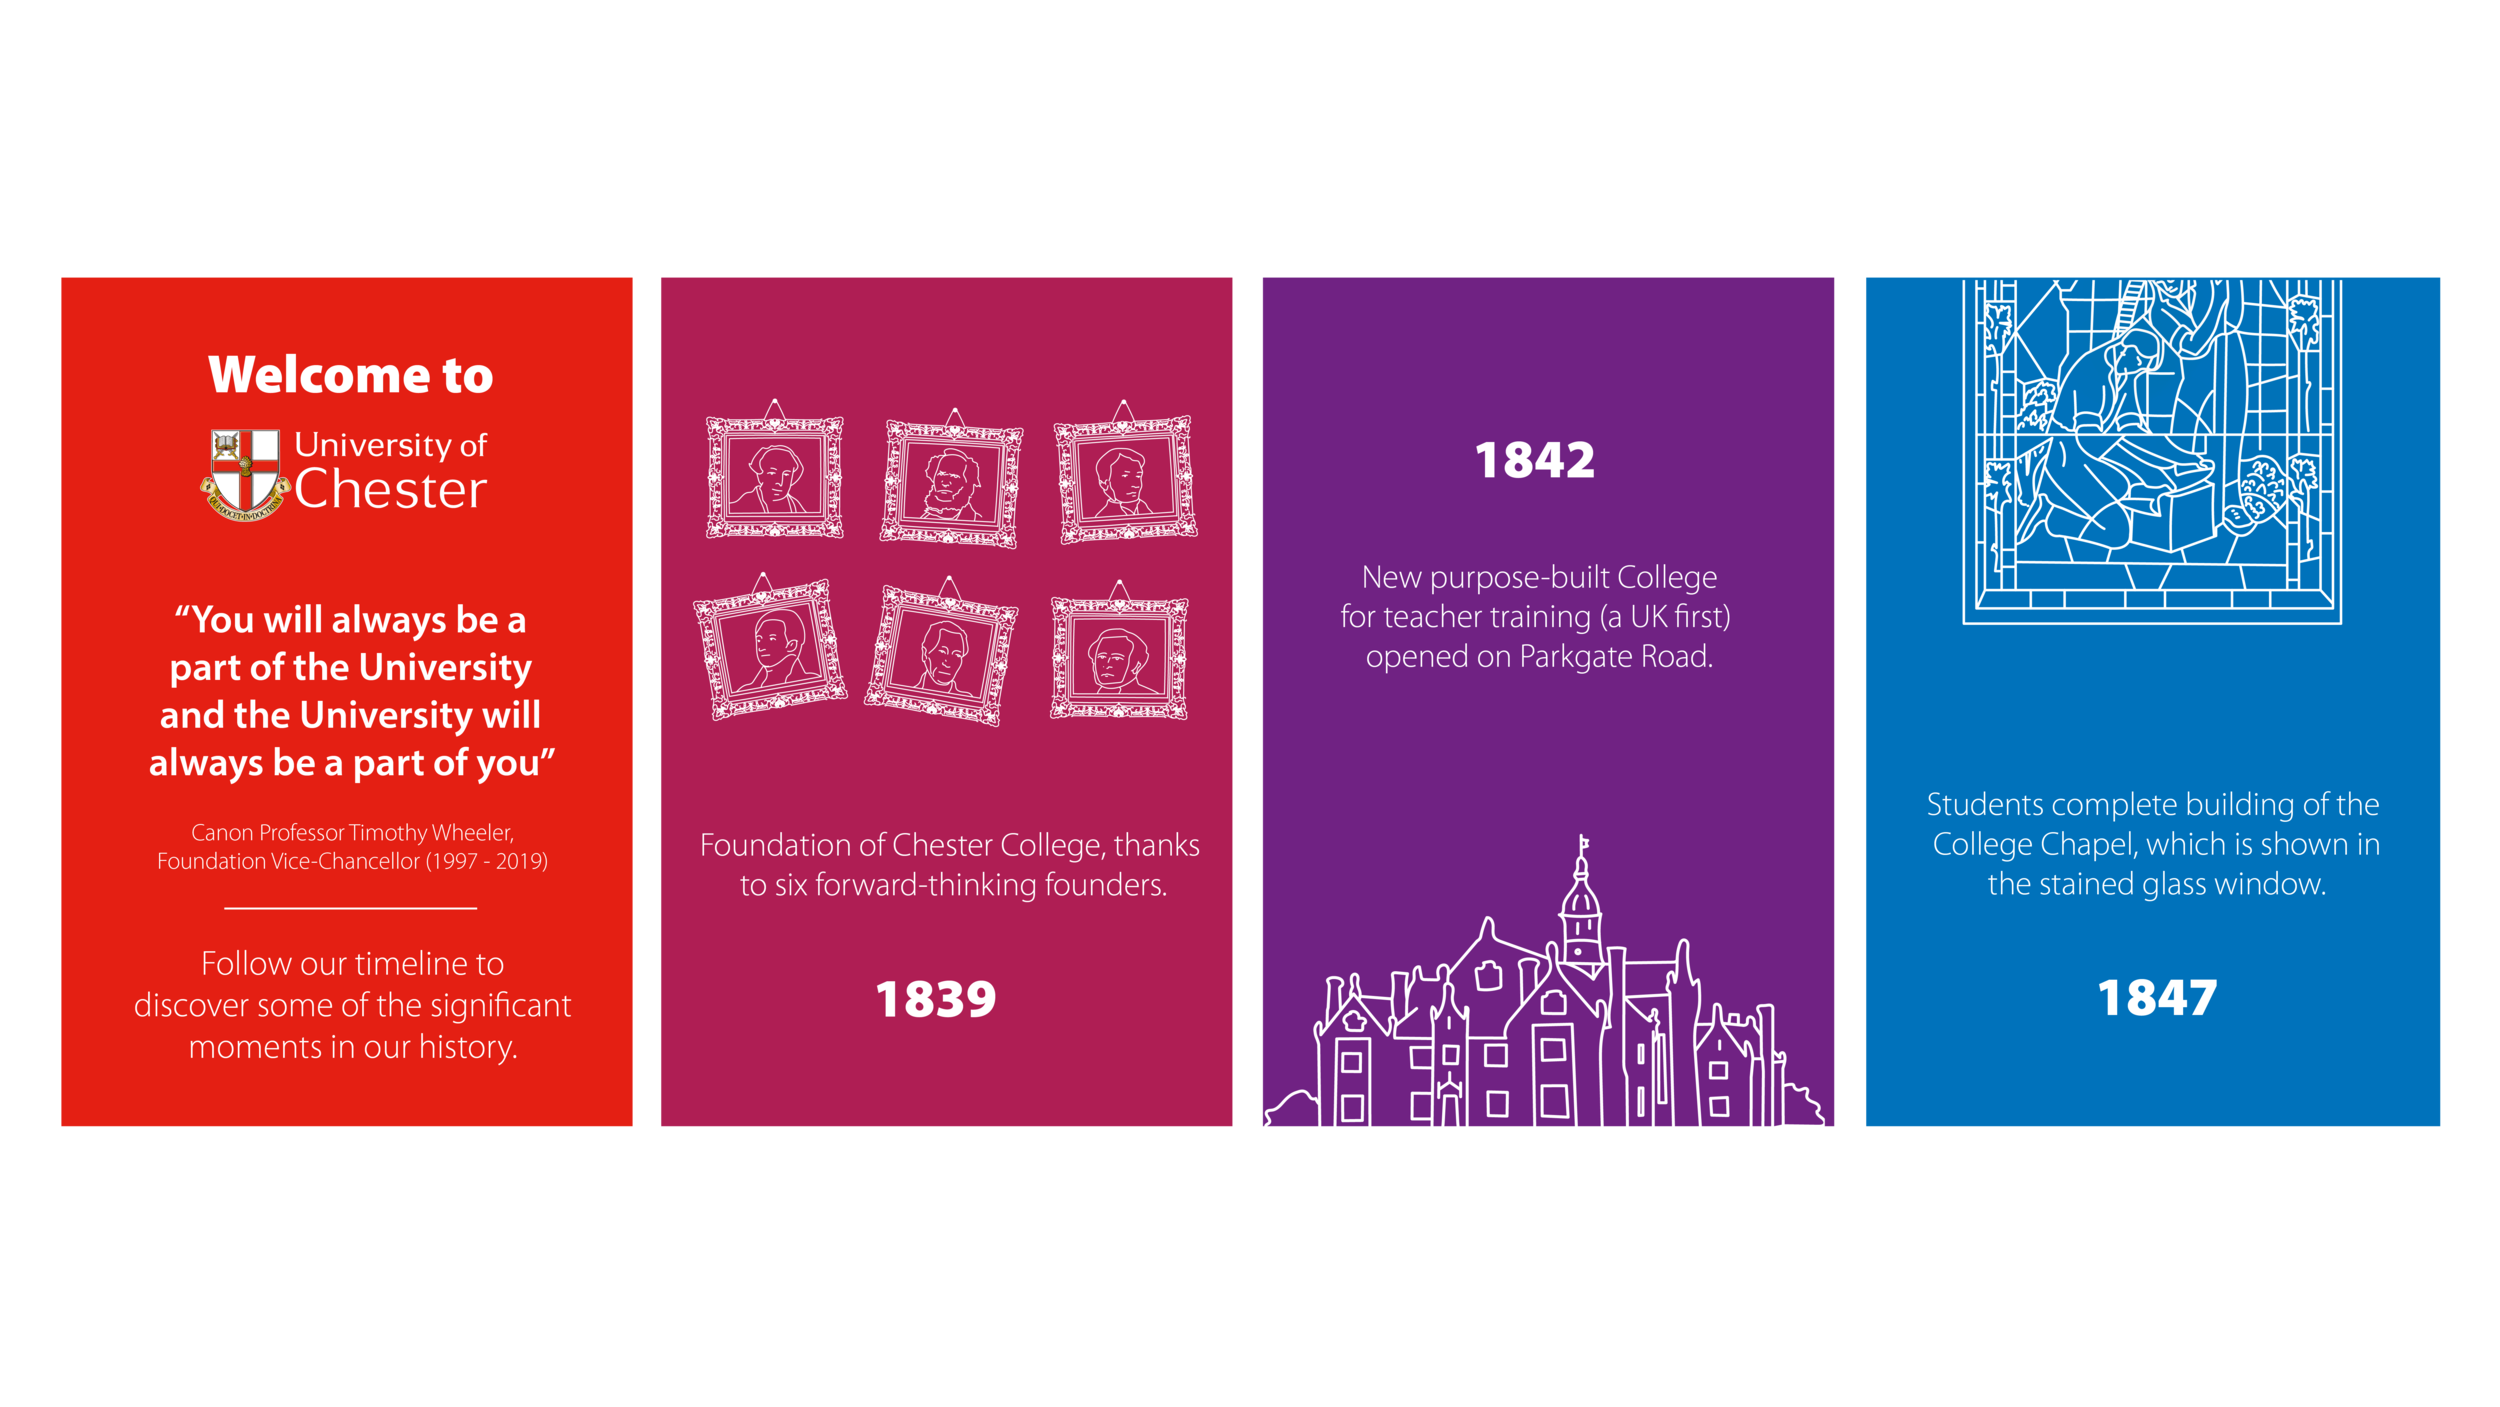 Welcome to
University of
Chester
QUI·DOCET·IN·DOCTRINA
“You will always be a
part of the University
and the University will
always be a part of you”
Canon Professor Timothy Wheeler,
Foundation Vice-Chancellor (1997 - 2019)
Follow our timeline to
discover some of the significant
moments in our history.
Foundation of Chester College, thanks
to six forward-thinking founders.
1839
1842
New purpose-built College
for teacher training (a UK first)
opened on Parkgate Road.
Students complete building of the
College Chapel, which is shown in
the stained glass window.
1847